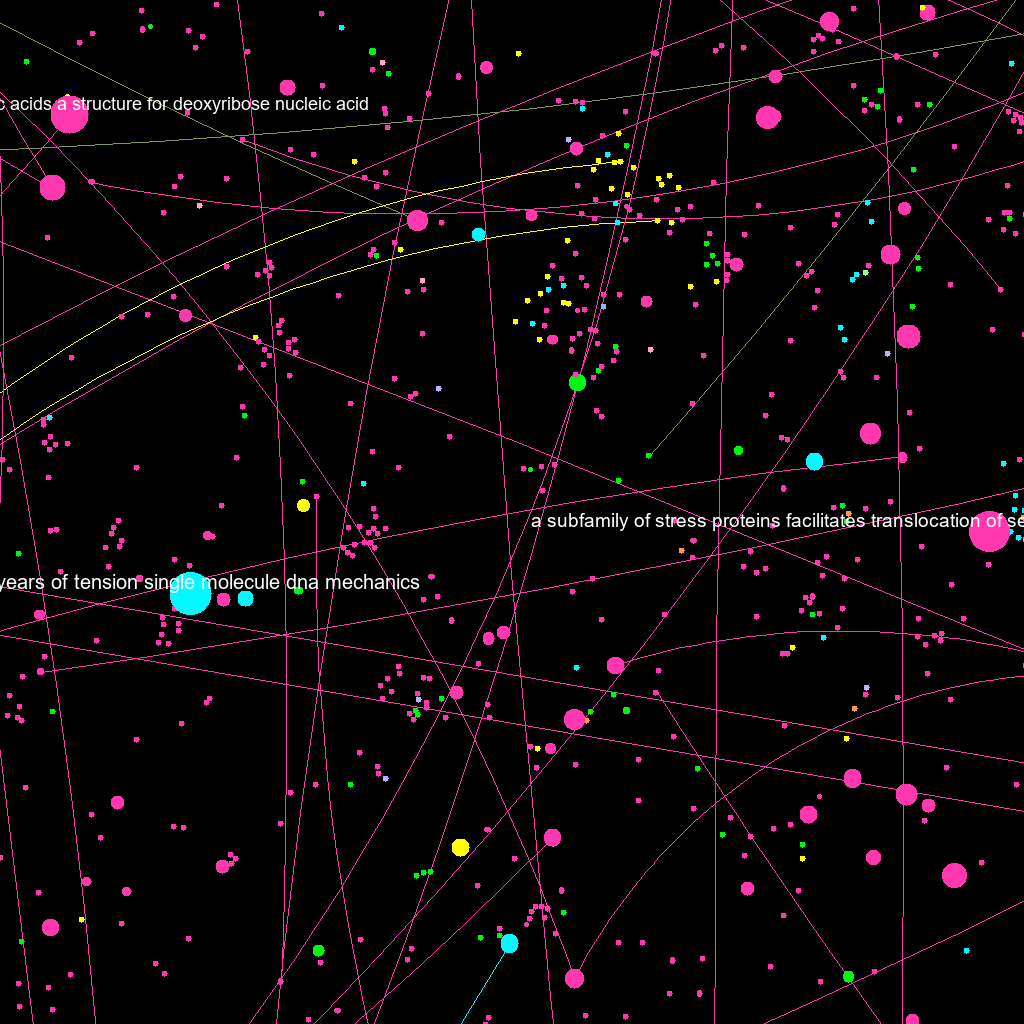 c acids a structure for deoxyribose nucleic acid
a subfamily of stress proteins facilitates translocation of se
years of tension single molecule dna mechanics